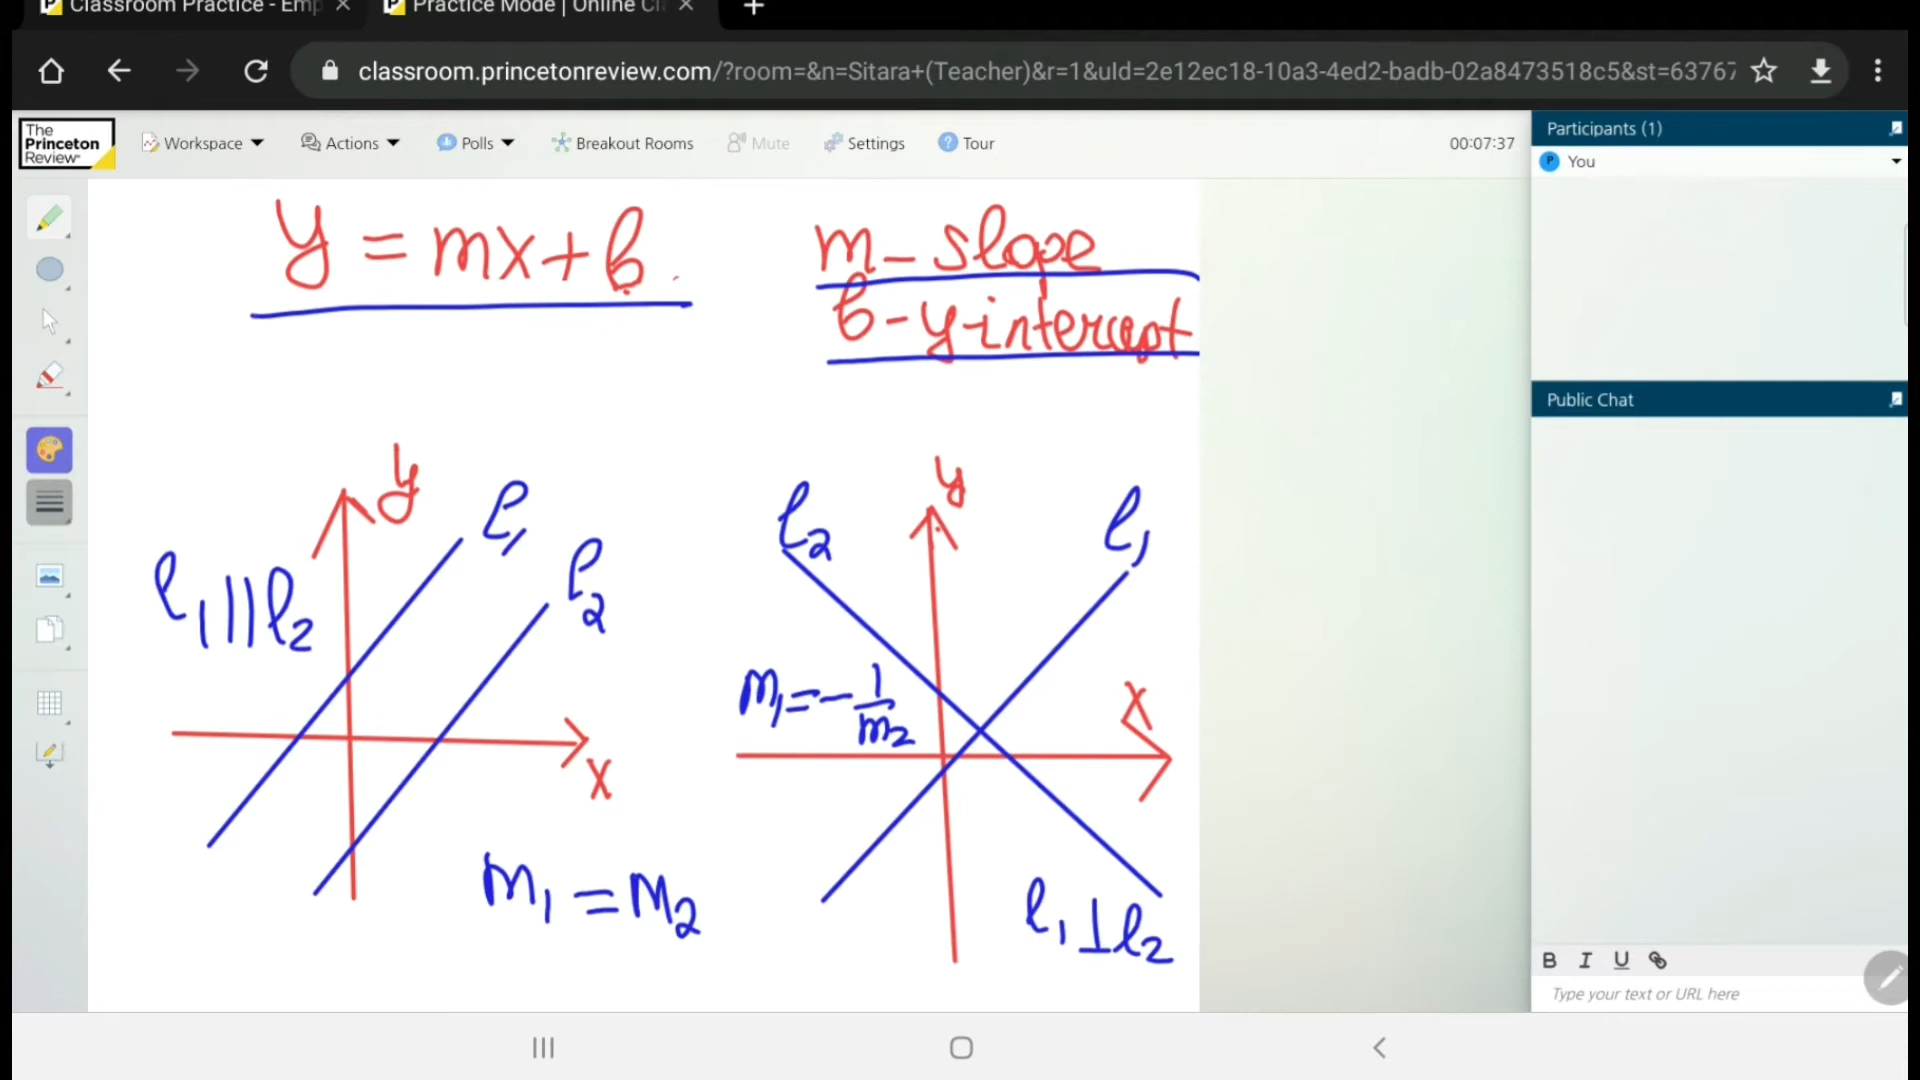 Classroom Practice - Emp
Practice Mode | Online Cl
classroom.princetonreview.com/?room=&n=Sitara+(Teacher)&r=1&uId=2e12ec18-10a3-4ed2-badb-02a8473518c5&st=63767
The
Princeton
Review
Workspace
Actions
Polls
Breakout Rooms
Mute
Settings
Tour
00:07:37
Participants (1)
P You
Public Chat
y = mx + b
m - slope
b - y-intercept
y
l₁
l₂
l₁ || l₂
x
m₁ = m₂
y
l₂
l₁
m₁ = - 1/m₂
x
l₁ ⊥ l₂
B I U
Type your text or URL here